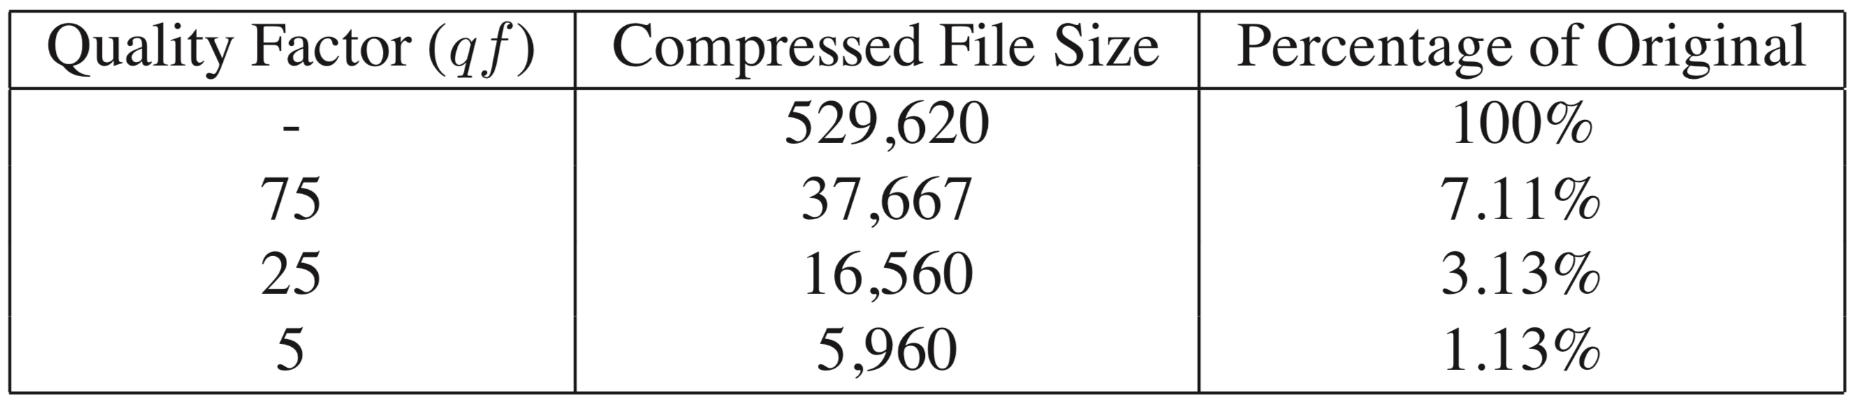 Quality Factor (qf) Compressed File Size Percentage of Original
- 529,620 100%
75 37,667 7.11%
25 16,560 3.13%
5 5,960 1.13%